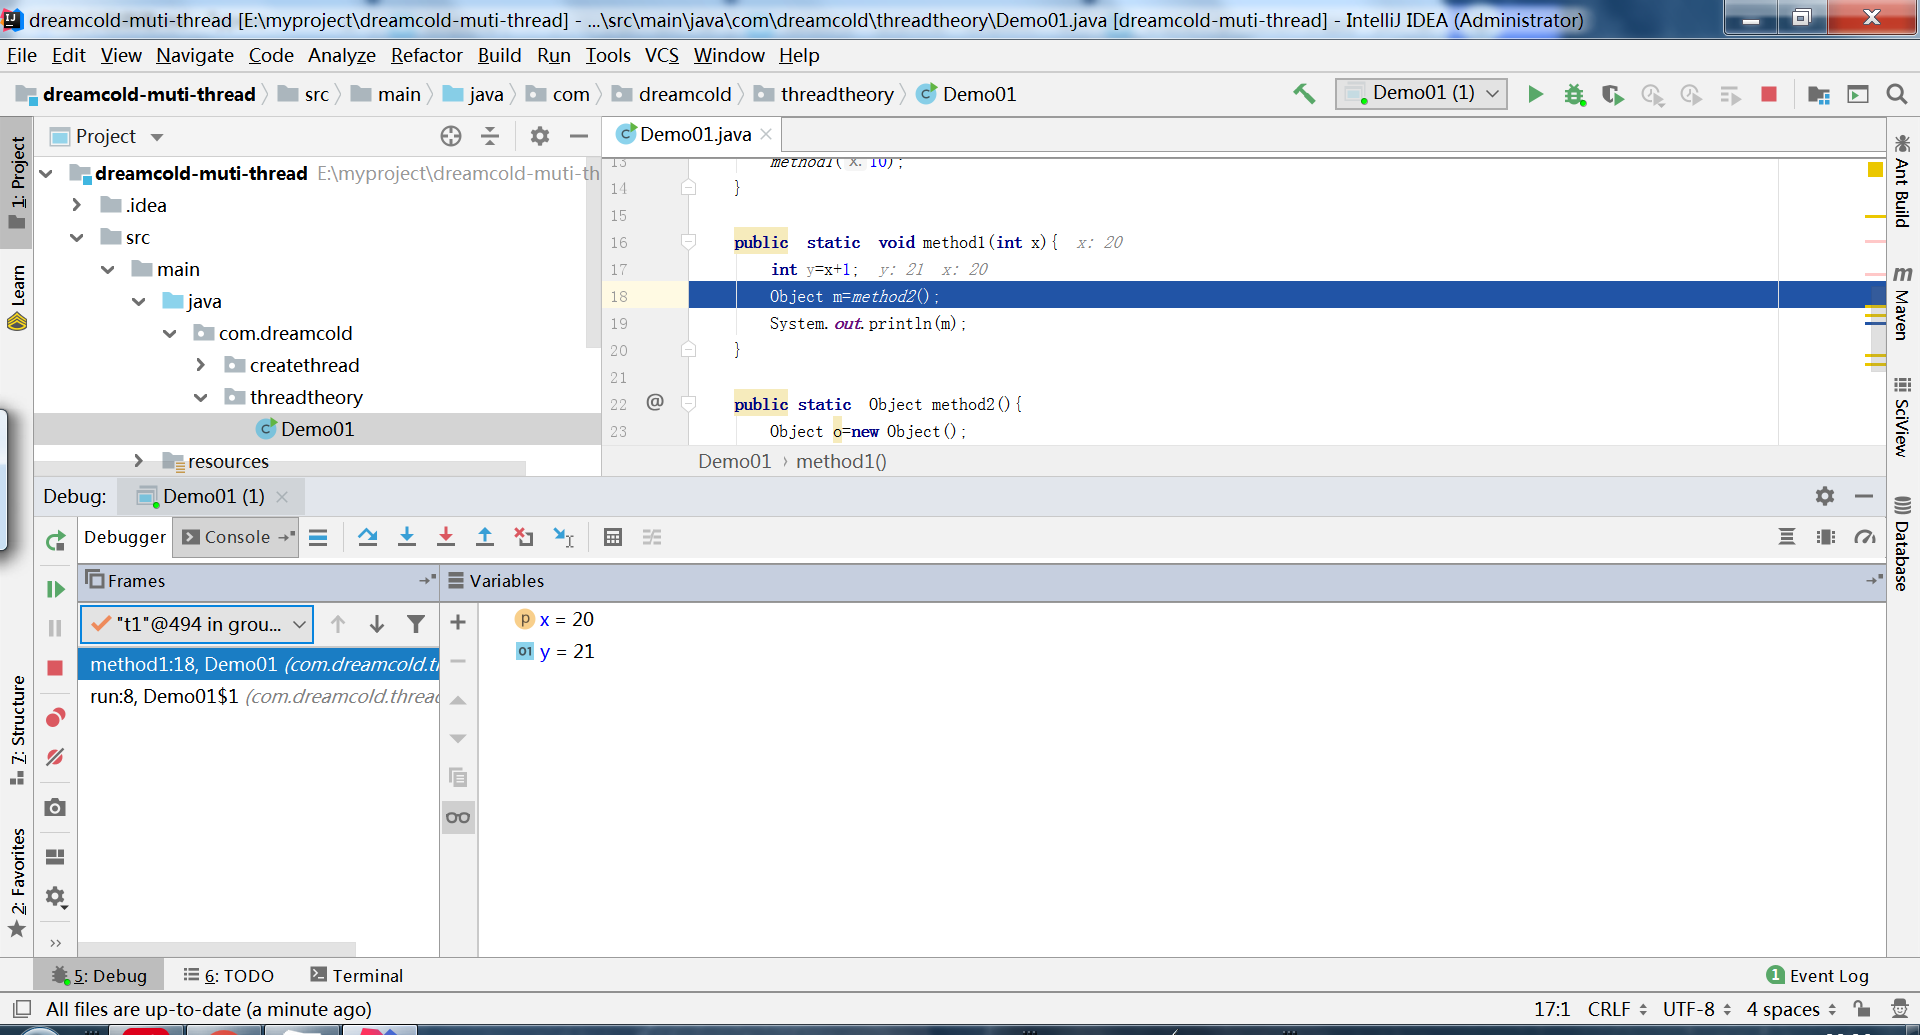 dreamcold-muti-thread [E:\myproject\dreamcold-muti-thread] - ...\src\main\java\com\dreamcold\threadtheory\Demo01.java [dreamcold-muti-thread] - IntelliJ IDEA (Administrator)
File Edit View Navigate Code Analyze Refactor Build Run Tools VCS Window Help
dreamcold-muti-thread src main java com dreamcold threadtheory Demo01
Demo01 (1)
1: Project
Learn
7: Structure
2: Favorites
Project
dreamcold-muti-thread E:\myproject\dreamcold-muti-th
.idea
src
main
java
com.dreamcold
createthread
threadtheory
Demo01
resources
Demo01.java
13 method1( x: 10);
14 }
15
16 public static void method1(int x){ x: 20
17 int y=x+1; y: 21 x: 20
18 Object m=method2();
19 System.out.println(m);
20 }
21
22 @ public static Object method2(){
23 Object o=new Object();
Demo01 › method1()
Ant Build
Maven
SciView
Database
Debug: Demo01 (1)
Debugger Console
Frames
Variables
"t1"@494 in grou...
method1:18, Demo01 (com.dreamcold.th
run:8, Demo01$1 (com.dreamcold.thread
x = 20
y = 21
5: Debug 6: TODO Terminal
1 Event Log
All files are up-to-date (a minute ago)
17:1 CRLF UTF-8 4 spaces